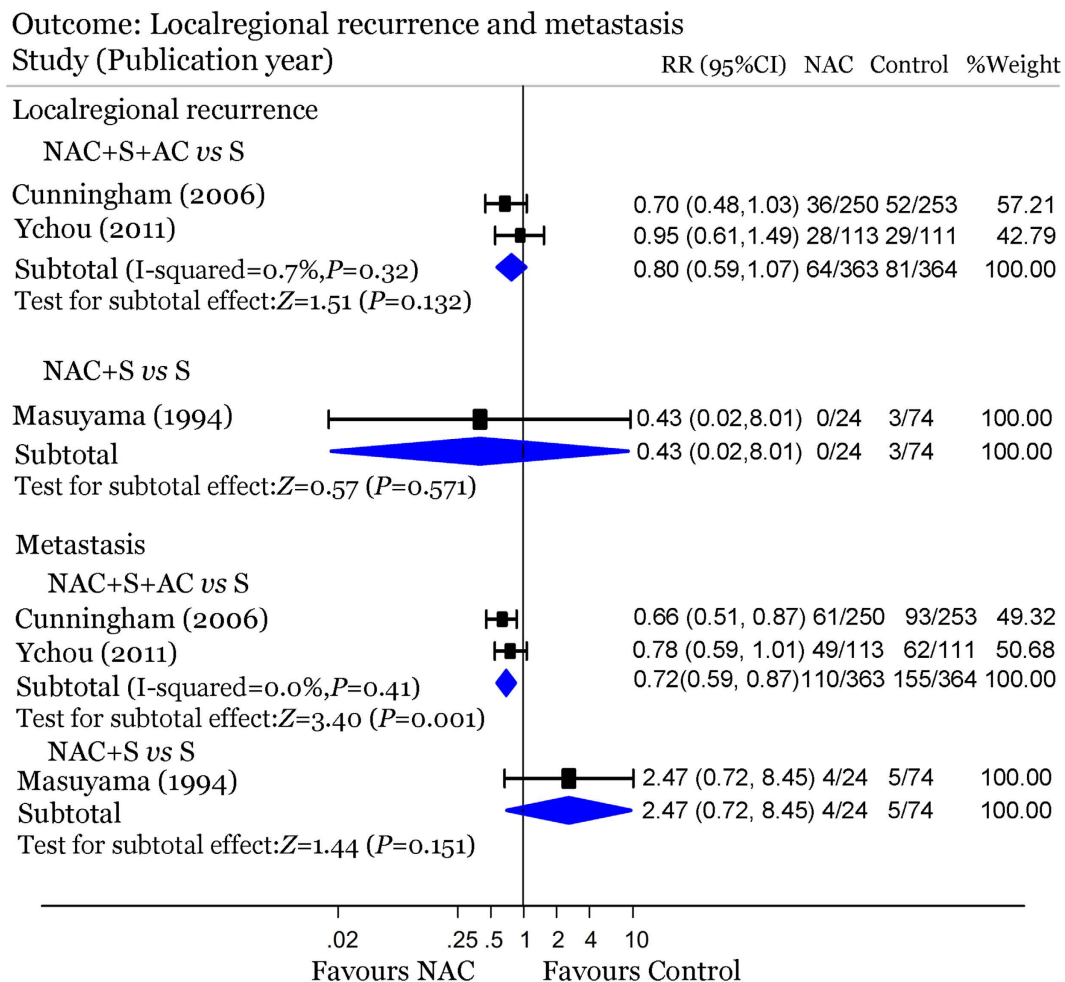 Outcome: Localregional recurrence and metastasis
Study (Publication year) RR (95%CI) NAC Control %Weight
Localregional recurrence
NAC+S+AC vs S
Cunningham (2006) 0.70 (0.48,1.03) 36/250 52/253 57.21
Ychou (2011) 0.95 (0.61,1.49) 28/113 29/111 42.79
Subtotal (I-squared=0.7%,P=0.32) 0.80 (0.59,1.07) 64/363 81/364 100.00
Test for subtotal effect:Z=1.51 (P=0.132)
NAC+S vs S
Masuyama (1994) 0.43 (0.02,8.01) 0/24 3/74 100.00
Subtotal 0.43 (0.02,8.01) 0/24 3/74 100.00
Test for subtotal effect:Z=0.57 (P=0.571)
Metastasis
NAC+S+AC vs S
Cunningham (2006) 0.66 (0.51, 0.87) 61/250 93/253 49.32
Ychou (2011) 0.78 (0.59, 1.01) 49/113 62/111 50.68
Subtotal (I-squared=0.0%,P=0.41) 0.72(0.59, 0.87) 110/363 155/364 100.00
Test for subtotal effect:Z=3.40 (P=0.001)
NAC+S vs S
Masuyama (1994) 2.47 (0.72, 8.45) 4/24 5/74 100.00
Subtotal 2.47 (0.72, 8.45) 4/24 5/74 100.00
Test for subtotal effect:Z=1.44 (P=0.151)
.02 .25 .5 1 2 4 10
Favours NAC Favours Control